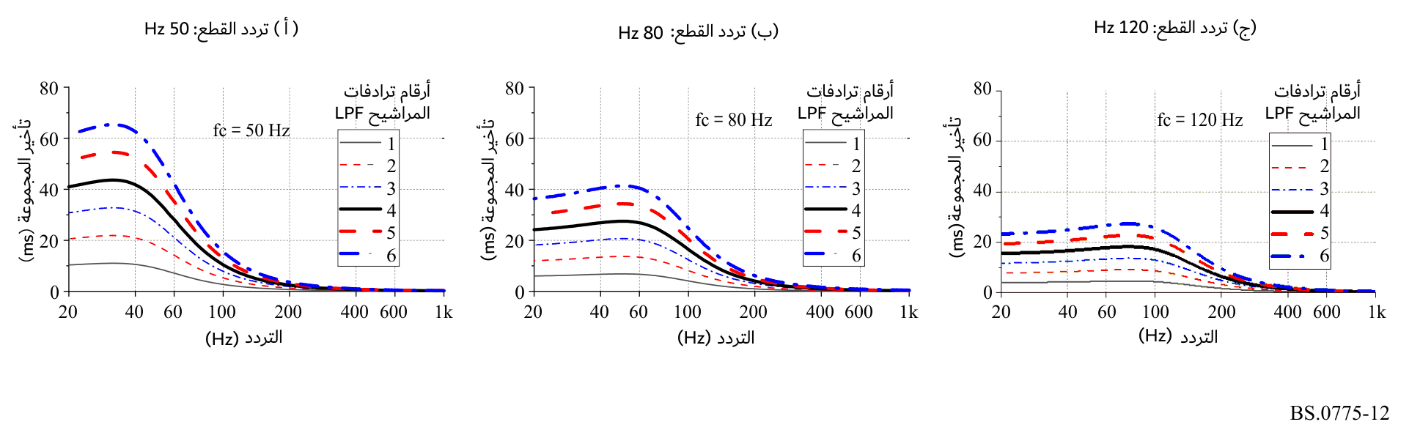 ( أ ) تردد القطع: 50 Hz
80
60
40
20
0
تأخير المجموعة (ms)
fc = 50 Hz
أرقام ترادفات
المراشيح LPF
1
2
3
4
5
6
20 40 60 100 200 400 600 1k
التردد (Hz)
(ب) تردد القطع: 80 Hz
80
60
40
20
0
تأخير المجموعة (ms)
fc = 80 Hz
أرقام ترادفات
المراشيح LPF
1
2
3
4
5
6
20 40 60 100 200 400 600 1k
التردد (Hz)
(ج) تردد القطع: 120 Hz
80
60
40
20
0
تأخير المجموعة (ms)
fc = 120 Hz
أرقام ترادفات
المراشيح LPF
1
2
3
4
5
6
20 40 60 100 200 400 600 1k
التردد (Hz)
BS.0775-12